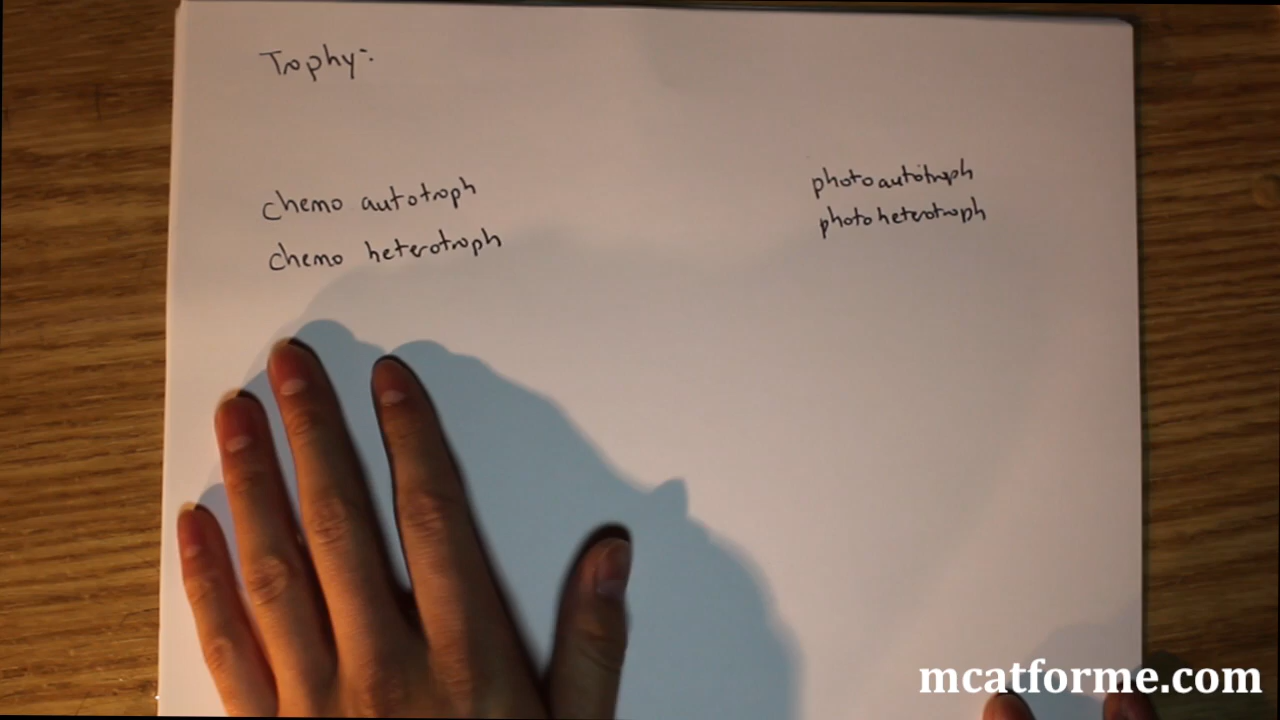 Trophy:
chemo autotroph
chemo heterotroph
photoautotroph
photoheterotroph
mcatforme.com